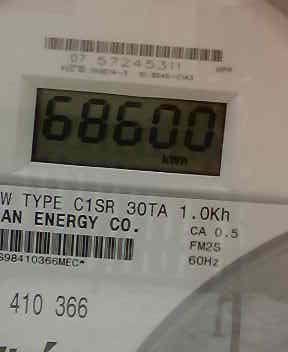 07 57245311
68600
kWh
W TYPE C1SR 30TA 1.0Kh
AN ENERGY CO.
CA 0.5
FM2S
60Hz
S98410366MEC*
410 366